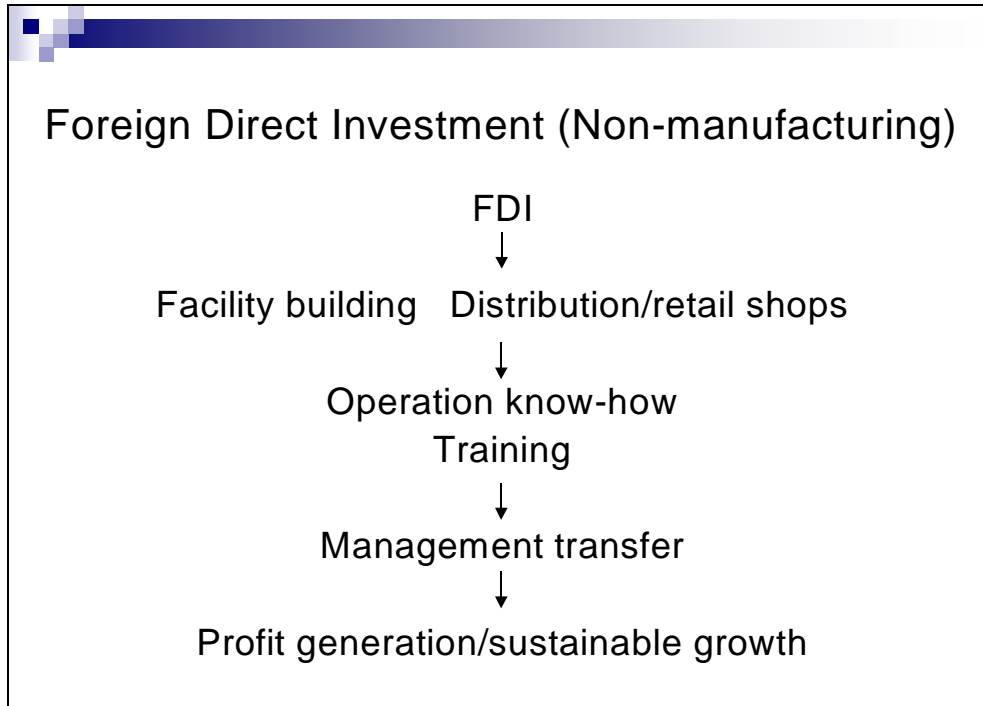 Foreign Direct Investment (Non-manufacturing)
FDI
Facility building Distribution/retail shops
Operation know-how
Training
Management transfer
Profit generation/sustainable growth